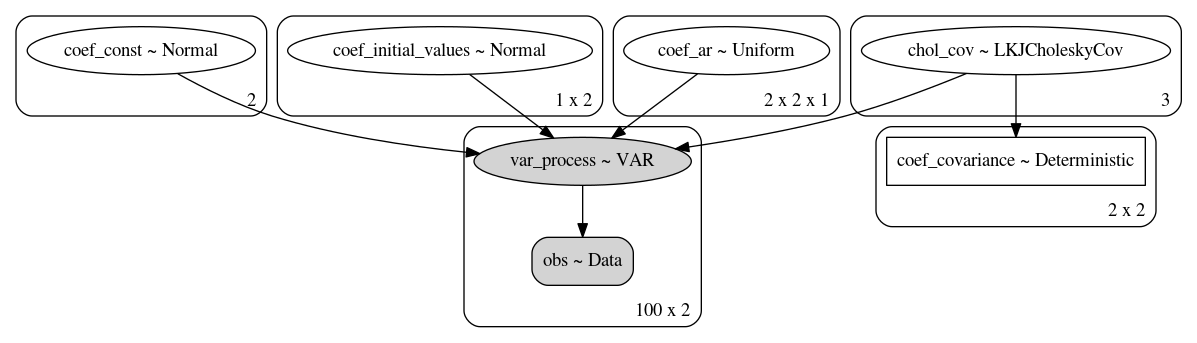 coef_const ~ Normal
2
coef_initial_values ~ Normal
1 x 2
coef_ar ~ Uniform
2 x 2 x 1
chol_cov ~ LKJCholeskyCov
3
var_process ~ VAR
obs ~ Data
100 x 2
coef_covariance ~ Deterministic
2 x 2